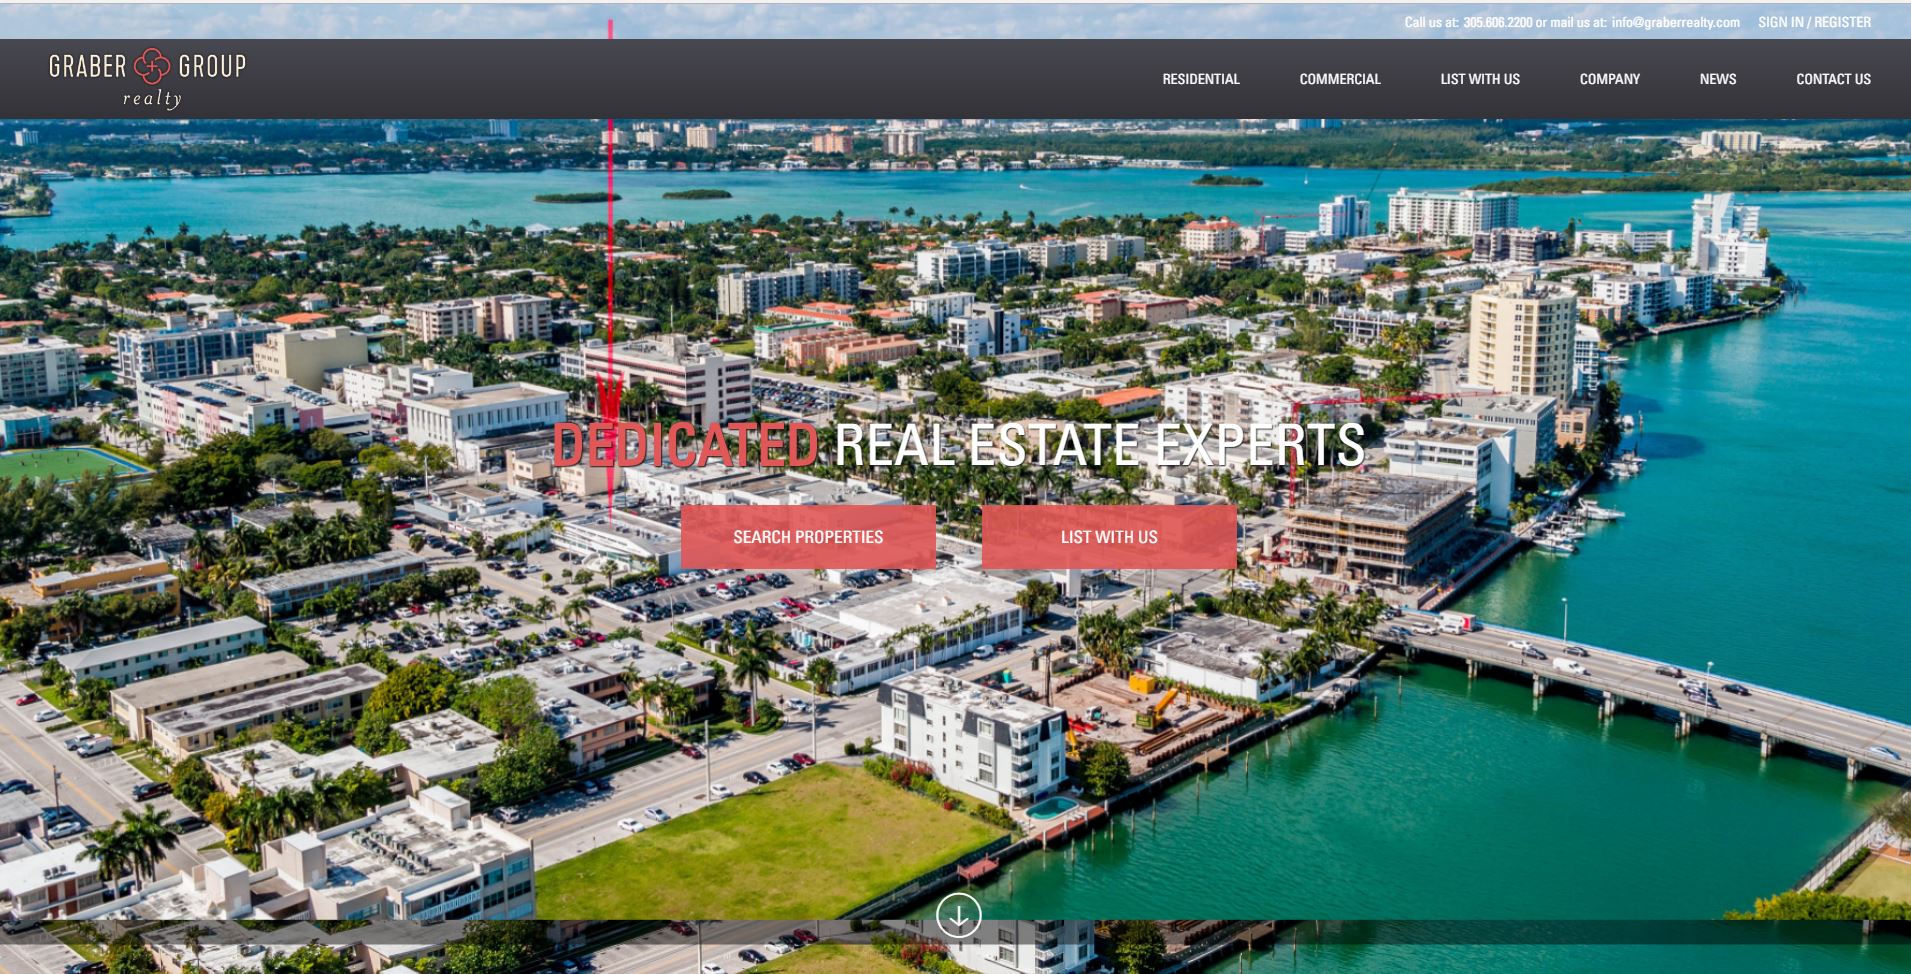 Call us at: 305.606.2200 or mail us at: info@graberrealty.com SIGN IN / REGISTER
GRABER GROUP
realty
RESIDENTIAL COMMERCIAL LIST WITH US COMPANY NEWS CONTACT US
DEDICATED REAL ESTATE EXPERTS
SEARCH PROPERTIES LIST WITH US